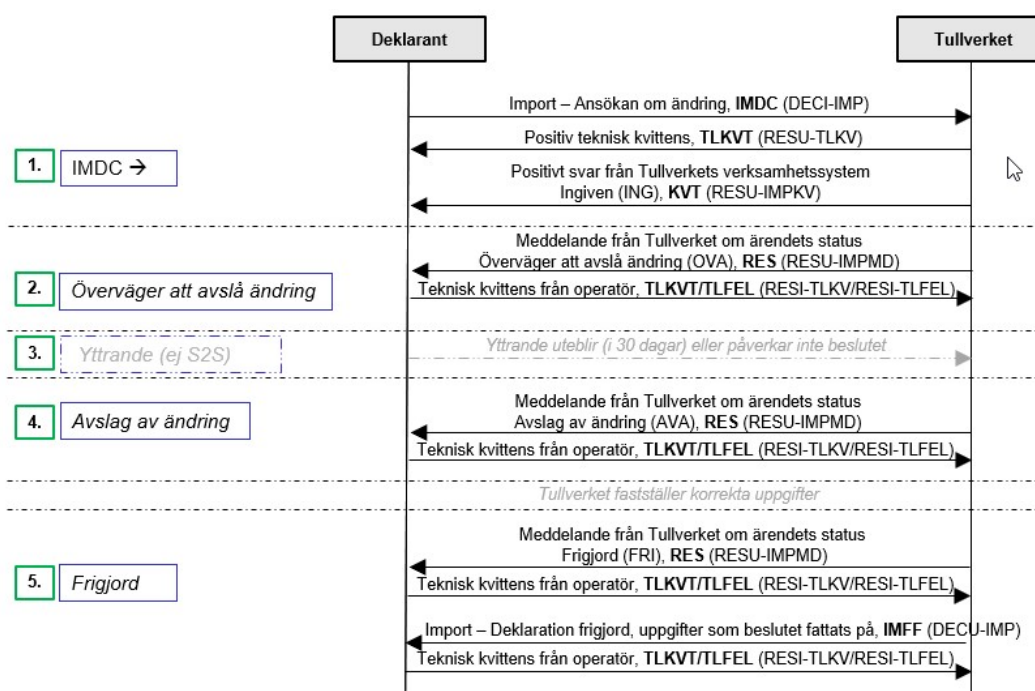 Deklarant
Tullverket
Import – Ansökan om ändring, IMDC (DECI-IMP)
Positiv teknisk kvittens, TLKVT (RESU-TLKV)
1. IMDC →
Positivt svar från Tullverkets verksamhetssystem
Ingiven (ING), KVT (RESU-IMPKV)
Meddelande från Tullverket om ärendets status
Överväger att avslå ändring (OVA), RES (RESU-IMPMD)
2. Överväger att avslå ändring
Teknisk kvittens från operatör, TLKVT/TLFEL (RESI-TLKV/RESI-TLFEL)
3. Yttrande (ej S2S)
Yttrande uteblir (i 30 dagar) eller påverkar inte beslutet
Meddelande från Tullverket om ärendets status
4. Avslag av ändring
Avslag av ändring (AVA), RES (RESU-IMPMD)
Teknisk kvittens från operatör, TLKVT/TLFEL (RESI-TLKV/RESI-TLFEL)
Tullverket fastställer korrekta uppgifter
Meddelande från Tullverket om ärendets status
Frigjord (FRI), RES (RESU-IMPMD)
5. Frigjord
Teknisk kvittens från operatör, TLKVT/TLFEL (RESI-TLKV/RESI-TLFEL)
Import – Deklaration frigjord, uppgifter som beslutet fattats på, IMFF (DECU-IMP)
Teknisk kvittens från operatör, TLKVT/TLFEL (RESI-TLKV/RESI-TLFEL)